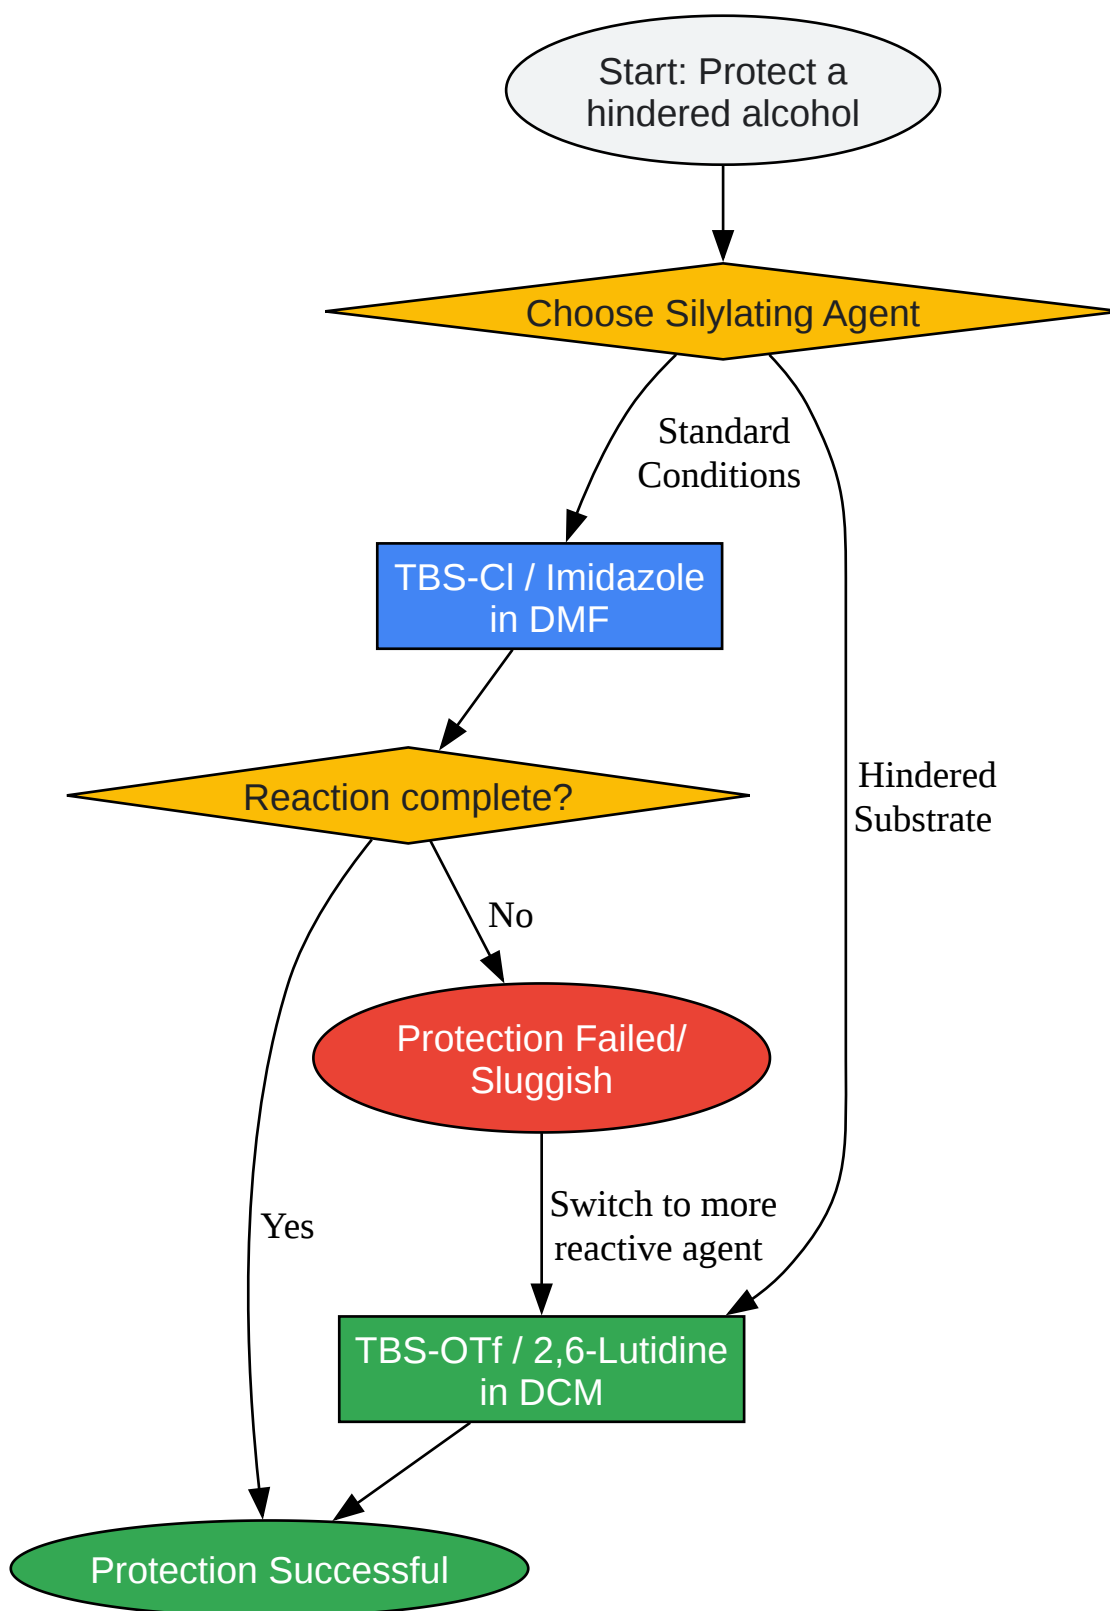 Start: Protect a
hindered alcohol
Choose Silylating Agent
Standard
Conditions
TBS-Cl / Imidazole
in DMF
Hindered
Substrate
Reaction complete?
No
Protection Failed/
Sluggish
Yes
Switch to more
reactive agent
TBS-OTf / 2,6-Lutidine
in DCM
Protection Successful